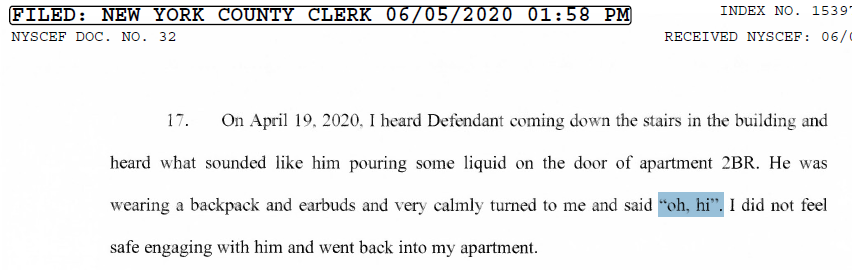 FILED: NEW YORK COUNTY CLERK 06/05/2020 01:58 PM
INDEX NO. 1539
NYSCEF DOC. NO. 32
RECEIVED NYSCEF: 06/
17. On April 19, 2020, I heard Defendant coming down the stairs in the building and
heard what sounded like him pouring some liquid on the door of apartment 2BR. He was
wearing a backpack and earbuds and very calmly turned to me and said “oh, hi”. I did not feel
safe engaging with him and went back into my apartment.